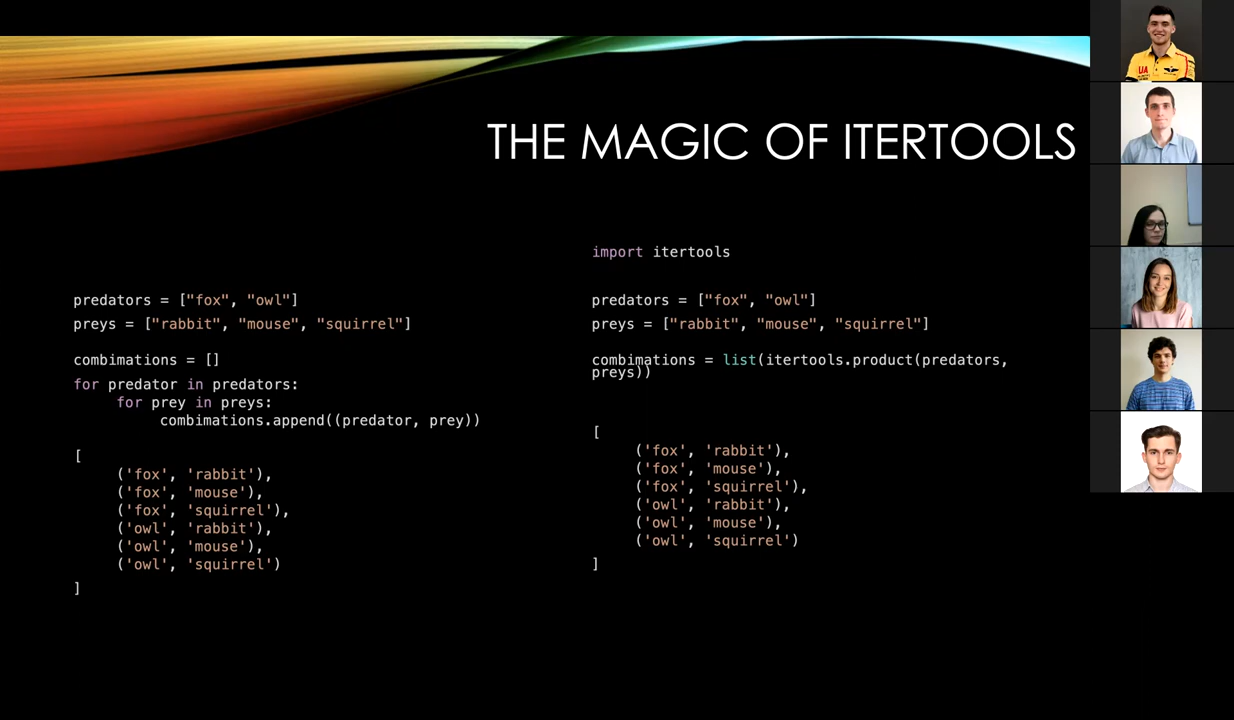 THE MAGIC OF ITERTOOLS
predators = ["fox", "owl"]
preys = ["rabbit", "mouse", "squirrel"]
combimations = []
for predator in predators:
for prey in preys:
combimations.append((predator, prey))
[
('fox', 'rabbit'),
('fox', 'mouse'),
('fox', 'squirrel'),
('owl', 'rabbit'),
('owl', 'mouse'),
('owl', 'squirrel')
]
import itertools
predators = ["fox", "owl"]
preys = ["rabbit", "mouse", "squirrel"]
combimations = list(itertools.product(predators,
preys))
[
('fox', 'rabbit'),
('fox', 'mouse'),
('fox', 'squirrel'),
('owl', 'rabbit'),
('owl', 'mouse'),
('owl', 'squirrel')
]
UA